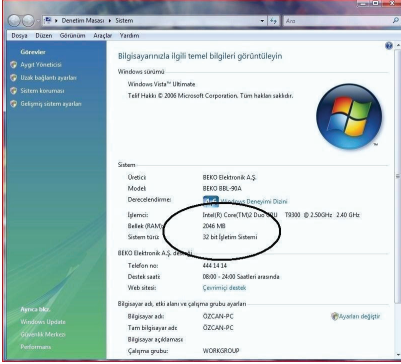 Denetim Masası ▸ Sistem
Ara
Dosya Düzen Görünüm Araçlar Yardım
Görevler
Aygıt Yöneticisi
Uzak bağlantı ayarları
Sistem koruması
Gelişmiş sistem ayarları
Bilgisayarınızla ilgili temel bilgileri görüntüleyin
Windows sürümü
Windows Vista™ Ultimate
Telif Hakkı © 2006 Microsoft Corporation. Tüm hakları saklıdır.
Sistem
Üretici: BEKO Elektronik A.Ş.
Model: BEKO BBL-90A
Derecelendirme: Windows Deneyimi Dizini
İşlemci: Intel(R) Core(TM)2 Duo CPU T9300 @ 2.50GHz 2.40 GHz
Bellek (RAM): 2046 MB
Sistem türü: 32 bit İşletim Sistemi
BEKO Elektronik A.Ş. desteği
Telefon no: 444 14 14
Destek saati: 08:00 - 24:00 Saatleri arasında
Web sitesi: Çevrimiçi destek
Bilgisayar adı, etki alanı ve çalışma grubu ayarları
Bilgisayar adı: ÖZCAN-PC Ayarları değiştir
Tam bilgisayar adı: ÖZCAN-PC
Bilgisayar açıklaması:
Çalışma grubu: WORKGROUP
Ayrıca bkz.
Windows Update
Güvenlik Merkezi
Performans